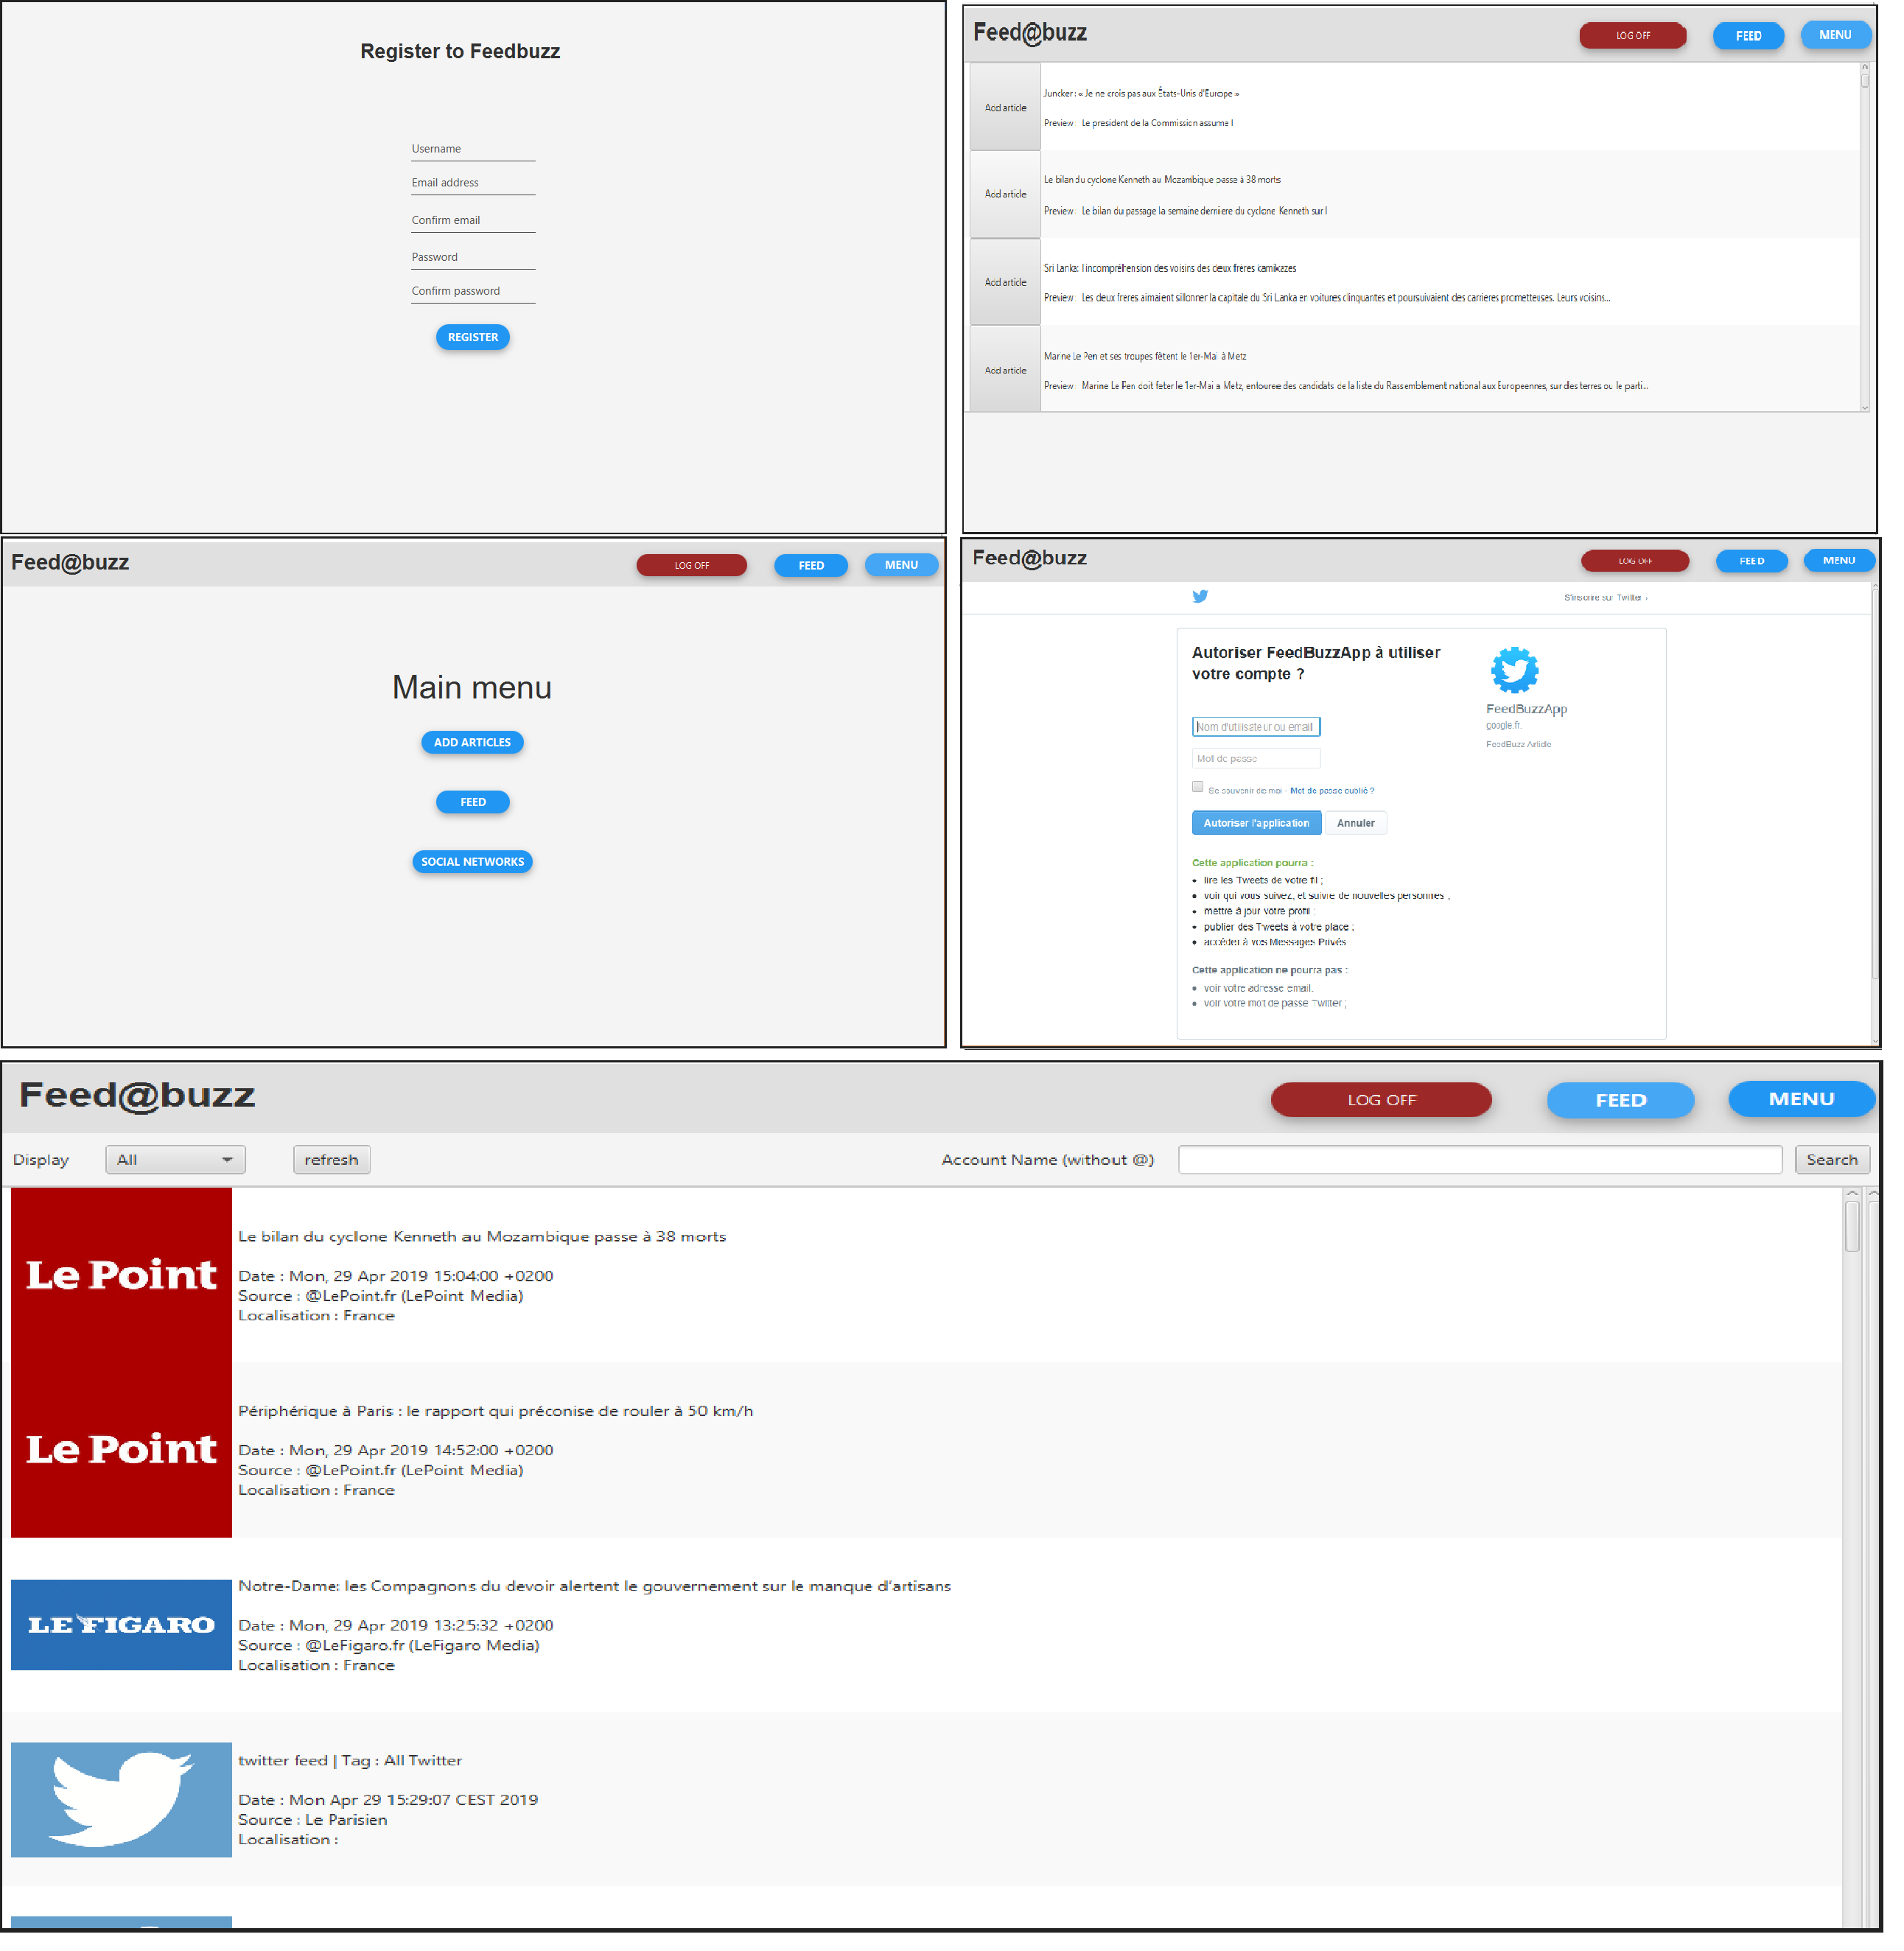 Register to Feedbuzz
Username
Email address
Confirm email
Password
Confirm password
REGISTER
Feed@buzz
LOG OFF
FEED
MENU
Add article
Juncker : « Je ne crois pas aux États-Unis d'Europe »
Preview : Le president de la Commission assume l
Add article
Le bilan du cyclone Kenneth au Mozambique passe à 38 morts
Preview : Le bilan du passage la semaine derniere du cyclone Kenneth sur l
Add article
Sri Lanka: l'incompréhension des voisins des deux frères kamikazes
Preview : Les deux freres aimaient sillonner la capitale du Sri Lanka en voitures clinquantes et poursuivaient des carrieres prometteuses. Leurs voisins...
Add article
Marine Le Pen et ses troupes fêtent le 1er-Mai à Metz
Preview : Marine Le Pen doit feter le 1er-Mai a Metz, entouree des candidats de la liste du Rassemblement national aux Europeennes, sur des terres ou le parti...
Feed@buzz
LOG OFF
FEED
MENU
Main menu
ADD ARTICLES
FEED
SOCIAL NETWORKS
Feed@buzz
LOG OFF
FEED
MENU
S'inscrire sur Twitter ›
Autoriser FeedBuzzApp à utiliser
votre compte ?
Nom d'utilisateur ou email
Mot de passe
Se souvenir de moi - Mot de passe oublié ?
Autoriser l'application
Annuler
FeedBuzzApp
google.fr.
FeedBuzz Article
Cette application pourra :
• lire les Tweets de votre fil ;
• voir qui vous suivez, et suivre de nouvelles personnes ;
• mettre à jour votre profil ;
• publier des Tweets à votre place ;
• accéder à vos Messages Privés
Cette application ne pourra pas :
• voir votre adresse email.
• voir votre mot de passe Twitter ;
Feed@buzz
LOG OFF
FEED
MENU
Display
All
refresh
Account Name (without @)
Search
Le Point
Le bilan du cyclone Kenneth au Mozambique passe à 38 morts
Date : Mon, 29 Apr 2019 15:04:00 +0200
Source : @LePoint.fr (LePoint Media)
Localisation : France
Le Point
Périphérique à Paris : le rapport qui préconise de rouler à 50 km/h
Date : Mon, 29 Apr 2019 14:52:00 +0200
Source : @LePoint.fr (LePoint Media)
Localisation : France
LE FIGARO
Notre-Dame: les Compagnons du devoir alertent le gouvernement sur le manque d'artisans
Date : Mon, 29 Apr 2019 13:25:32 +0200
Source : @LeFigaro.fr (LeFigaro Media)
Localisation : France
twitter feed | Tag : All Twitter
Date : Mon Apr 29 15:29:07 CEST 2019
Source : Le Parisien
Localisation :